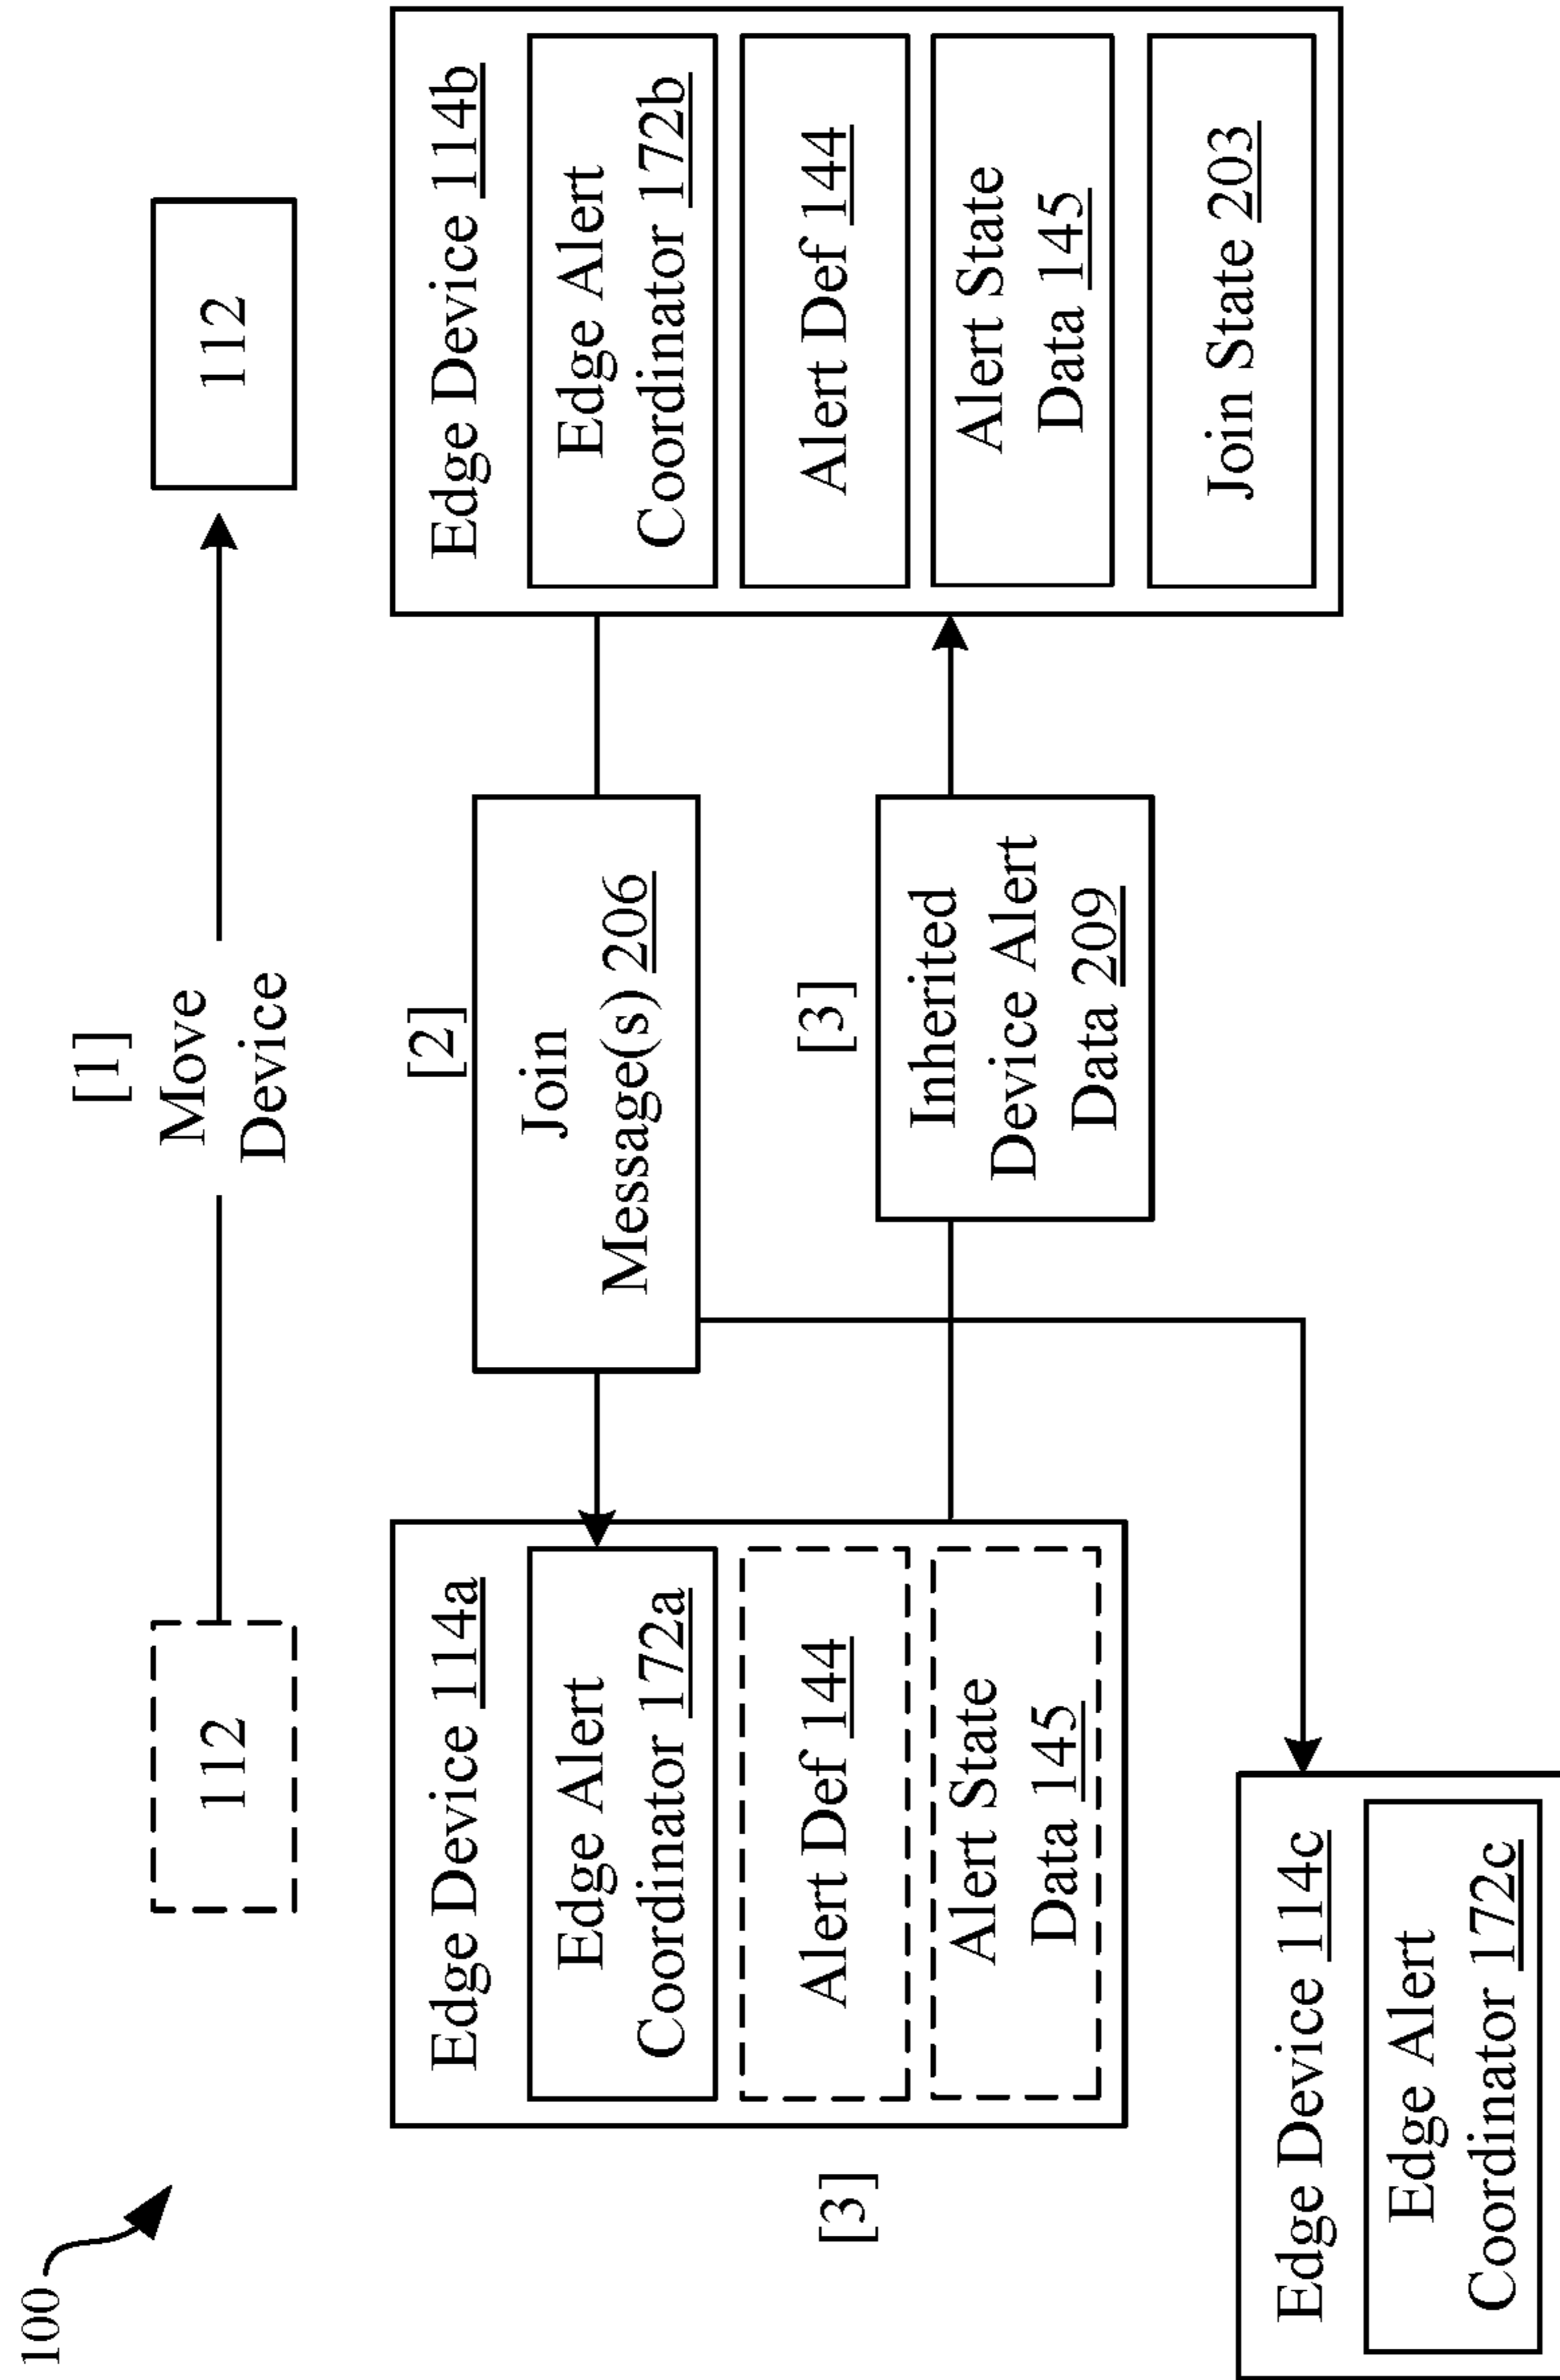 100
[1]
Move
Device
112
112
[2]
Join
Message(s) 206
[3]
Inherited
Device Alert
Data 209
Edge Device 114a
Edge Alert
Coordinator 172a
Alert Def 144
Alert State
Data 145
[3]
Edge Device 114b
Edge Alert
Coordinator 172b
Alert Def 144
Alert State
Data 145
Join State 203
Edge Device 114c
Edge Alert
Coordinator 172c